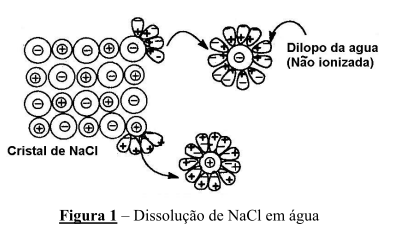 Dilopo da agua
(Não ionizada)
Cristal de NaCl
Figura 1 – Dissolução de NaCl em água